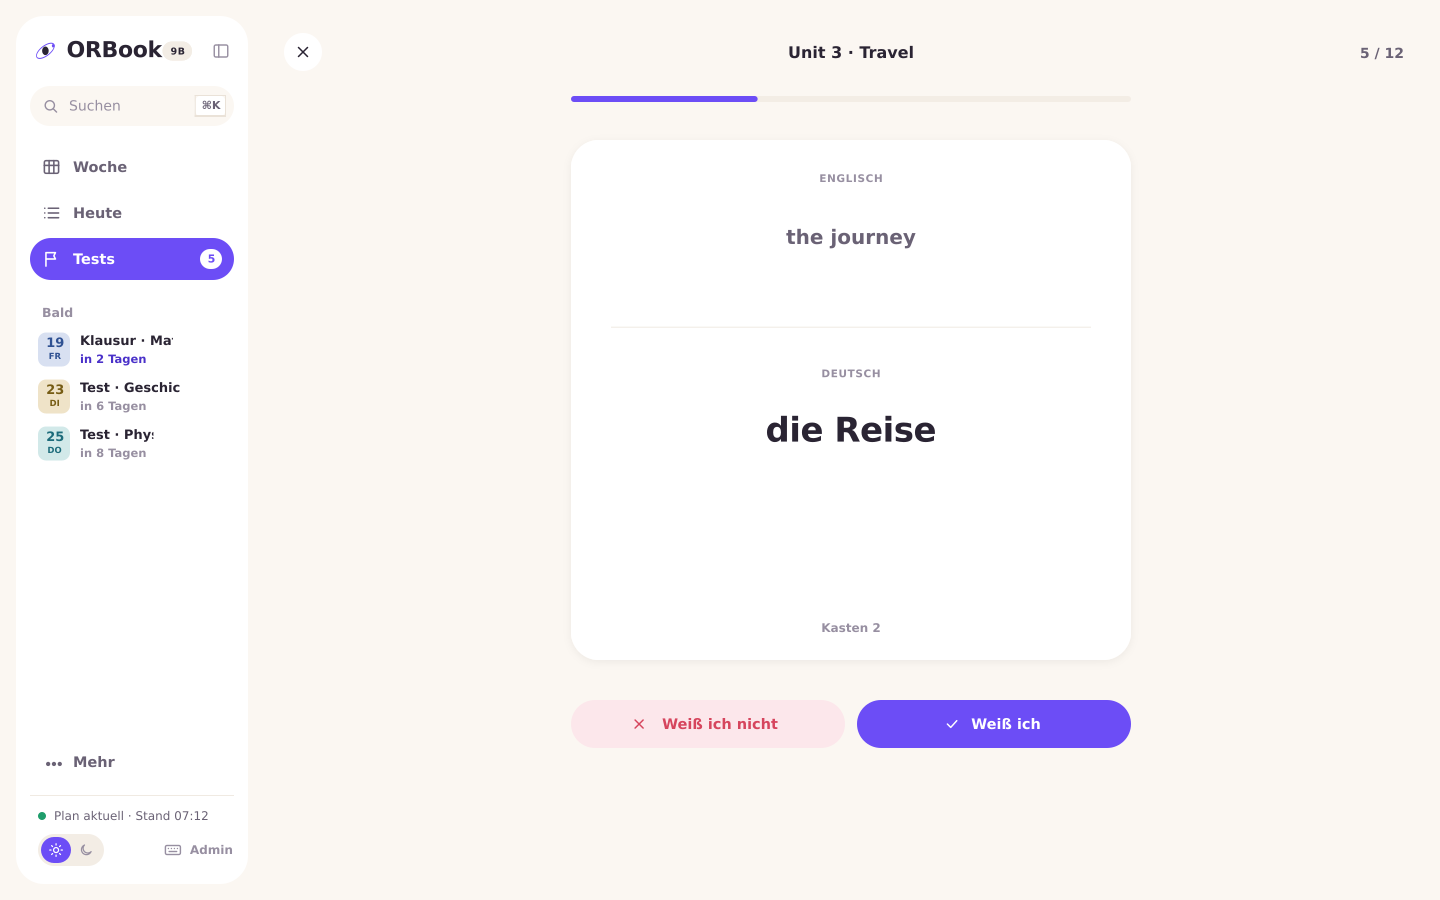 ORBook 9B
Suchen ⌘K
Woche
Heute
Tests 5
Bald
19 FR Klausur · Ma
in 2 Tagen
23 DI Test · Geschic
in 6 Tagen
25 DO Test · Phy
in 8 Tagen
Mehr
Plan aktuell · Stand 07:12
Admin
Unit 3 · Travel
5 / 12
ENGLISCH
the journey
DEUTSCH
die Reise
Kasten 2
Weiß ich nicht
Weiß ich